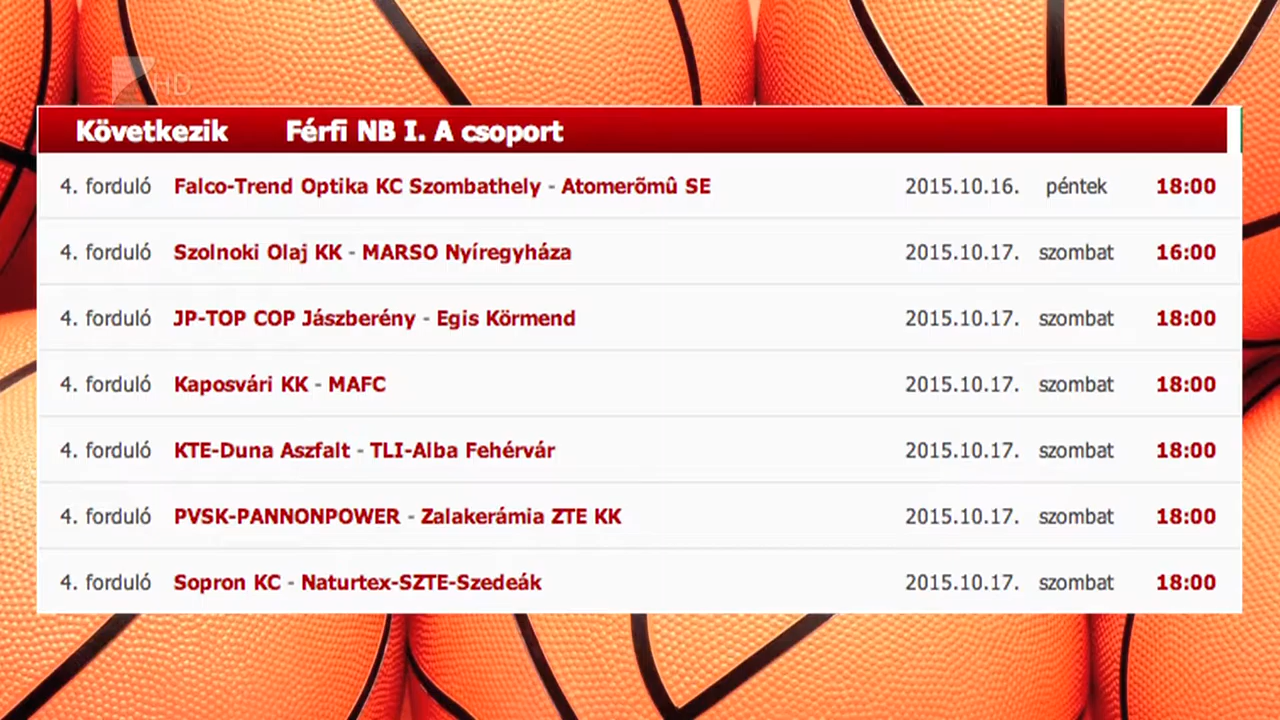 HD
Következik Férfi NB I. A csoport
4. forduló Falco-Trend Optika KC Szombathely - Atomerõmû SE 2015.10.16. péntek 18:00
4. forduló Szolnoki Olaj KK - MARSO Nyíregyháza 2015.10.17. szombat 16:00
4. forduló JP-TOP COP Jászberény - Egis Körmend 2015.10.17. szombat 18:00
4. forduló Kaposvári KK - MAFC 2015.10.17. szombat 18:00
4. forduló KTE-Duna Aszfalt - TLI-Alba Fehérvár 2015.10.17. szombat 18:00
4. forduló PVSK-PANNONPOWER - Zalakerámia ZTE KK 2015.10.17. szombat 18:00
4. forduló Sopron KC - Naturtex-SZTE-Szedeák 2015.10.17. szombat 18:00